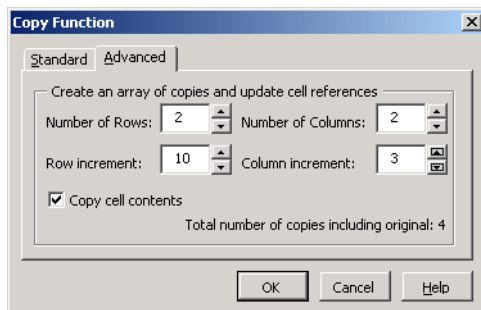 Copy Function
Standard Advanced
Create an array of copies and update cell references
Number of Rows: 2 Number of Columns: 2
Row increment: 10 Column increment: 3
Copy cell contents
Total number of copies including original: 4
OK Cancel Help